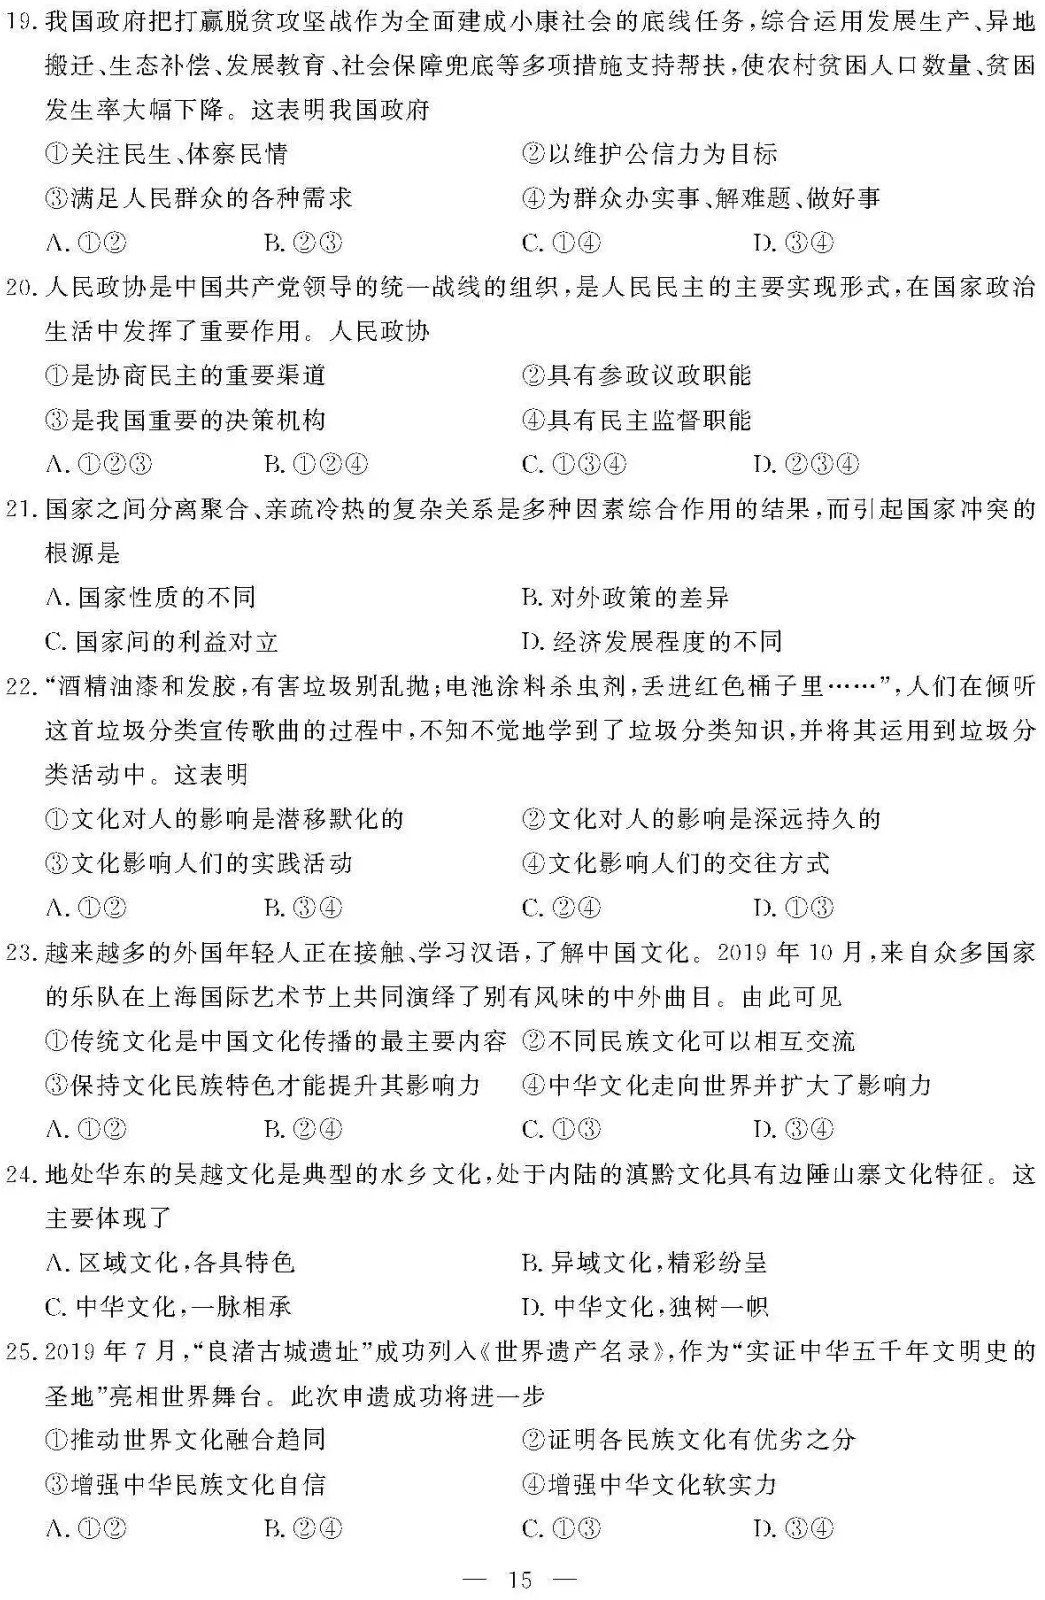 19. 我国政府把打赢脱贫攻坚战作为全面建成小康社会的底线任务,综合运用发展生产、异地
搬迁、生态补偿、发展教育、社会保障兜底等多项措施支持帮扶,使农村贫困人口数量、贫困
发生率大幅下降。这表明我国政府
①关注民生、体察民情 ②以维护公信力为目标
③满足人民群众的各种需求 ④为群众办实事、解难题、做好事
A. ①② B. ②③ C. ①④ D. ③④
20. 人民政协是中国共产党领导的统一战线的组织,是人民民主的主要实现形式,在国家政治
生活中发挥了重要作用。人民政协
①是协商民主的重要渠道 ②具有参政议政职能
③是我国重要的决策机构 ④具有民主监督职能
A. ①②③ B. ①②④ C. ①③④ D. ②③④
21. 国家之间分离聚合、亲疏冷热的复杂关系是多种因素综合作用的结果,而引起国家冲突的
根源是
A. 国家性质的不同 B. 对外政策的差异
C. 国家间的利益对立 D. 经济发展程度的不同
22. “酒精油漆和发胶,有害垃圾别乱抛;电池涂料杀虫剂,丢进红色桶子里……”,人们在倾听
这首垃圾分类宣传歌曲的过程中,不知不觉地学到了垃圾分类知识,并将其运用到垃圾分
类活动中。这表明
①文化对人的影响是潜移默化的 ②文化对人的影响是深远持久的
③文化影响人们的实践活动 ④文化影响人们的交往方式
A. ①② B. ③④ C. ②④ D. ①③
23. 越来越多的外国年轻人正在接触、学习汉语,了解中国文化。2019 年 10 月,来自众多国家
的乐队在上海国际艺术节上共同演绎了别有风味的中外曲目。由此可见
①传统文化是中国文化传播的最主要内容 ②不同民族文化可以相互交流
③保持文化民族特色才能提升其影响力 ④中华文化走向世界并扩大了影响力
A. ①② B. ②④ C. ①③ D. ③④
24. 地处华东的吴越文化是典型的水乡文化,处于内陆的滇黔文化具有边陲山寨文化特征。这
主要体现了
A. 区域文化,各具特色 B. 异域文化,精彩纷呈
C. 中华文化,一脉相承 D. 中华文化,独树一帜
25. 2019 年 7 月,“良渚古城遗址”成功列入《世界遗产名录》,作为“实证中华五千年文明史的
圣地”亮相世界舞台。此次申遗成功将进一步
①推动世界文化融合趋同 ②证明各民族文化有优劣之分
③增强中华民族文化自信 ④增强中华文化软实力
A. ①② B. ②④ C. ①③ D. ③④
— 15 —